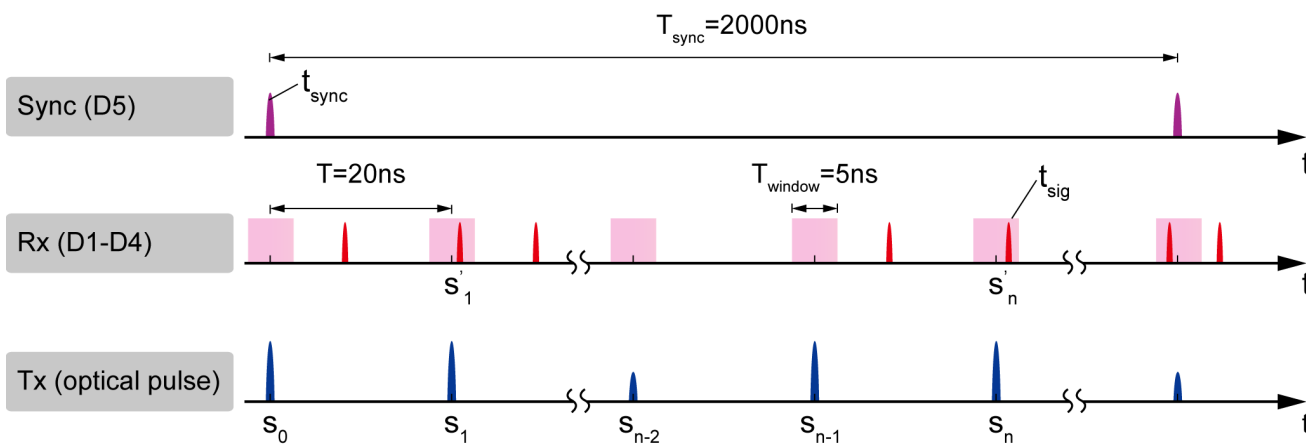 T_sync=2000ns
t_sync
Sync (D5)
t
T=20ns
T_window=5ns
t_sig
Rx (D1-D4)
s'_1
s'_n
t
Tx (optical pulse)
s_0
s_1
s_n-2
s_n-1
s_n
t